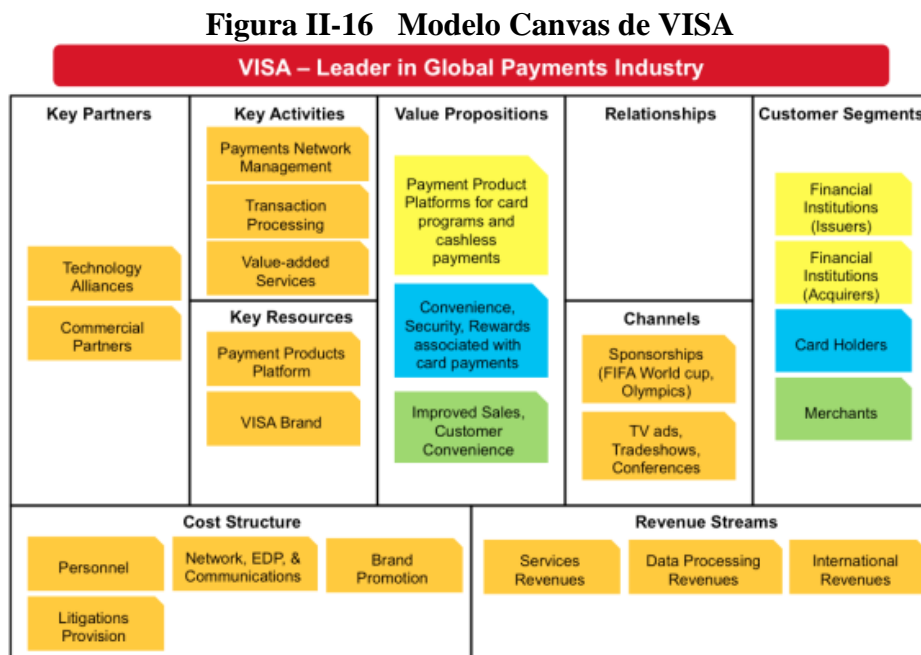 Figura II-16 Modelo Canvas de VISA
VISA – Leader in Global Payments Industry
Key Partners
Technology
Alliances
Commercial
Partners
Key Activities
Payments Network
Management
Transaction
Processing
Value-added
Services
Key Resources
Payment Products
Platform
VISA Brand
Value Propositions
Payment Product
Platforms for card
programs and
cashless
payments
Convenience,
Security, Rewards
associated with
card payments
Improved Sales,
Customer
Convenience
Relationships
Channels
Sponsorships
(FIFA World cup,
Olympics)
TV ads,
Tradeshows,
Conferences
Customer Segments
Financial
Institutions
(Issuers)
Financial
Institutions
(Acquirers)
Card Holders
Merchants
Cost Structure
Personnel
Network, EDP, &
Communications
Brand
Promotion
Litigations
Provision
Revenue Streams
Services
Revenues
Data Processing
Revenues
International
Revenues